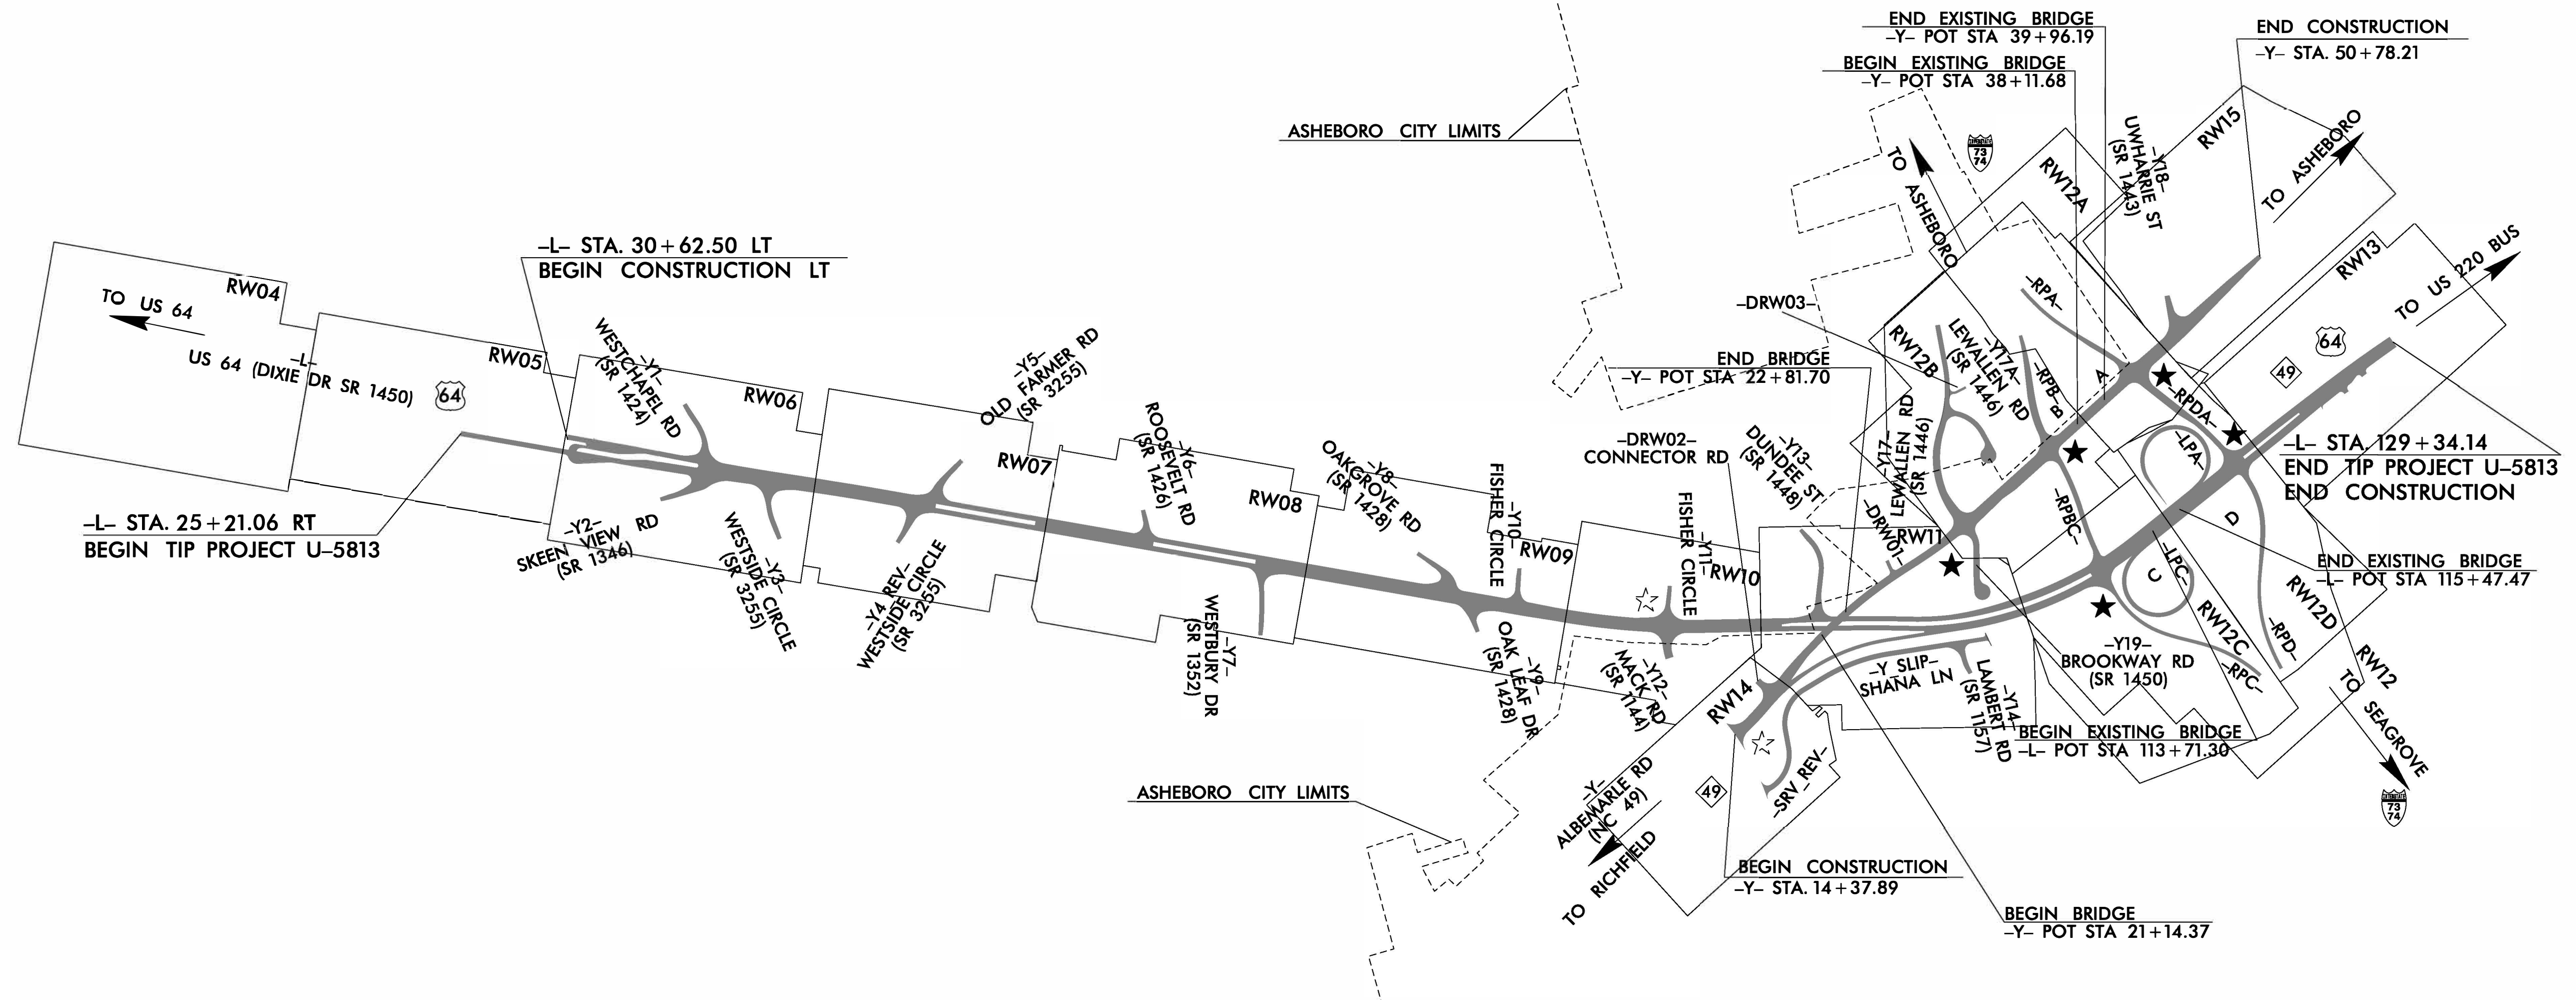 END EXISTING BRIDGE
–Y– POT STA 39+96.19
BEGIN EXISTING BRIDGE
–Y– POT STA 38+11.68
END CONSTRUCTION
–Y– STA. 50+78.21
ASHEBORO CITY LIMITS
TO ASHEBORO
INTERSTATE
73
74
RW12A
–Y18–
UWHARRIE ST
(SR 1443)
RW15
TO ASHEBORO
RW13
TO US 220 BUS
64
49
–L– STA. 30+62.50 LT
BEGIN CONSTRUCTION LT
RW04
TO US 64
–L–
US 64 (DIXIE DR SR 1450)
64
RW05
–Y1–
WESTCHAPEL RD
(SR 1424)
RW06
–Y5–
OLD FARMER RD
(SR 3255)
RW07
–Y6–
ROOSEVELT RD
(SR 1426)
RW08
–Y8–
OAKGROVE RD
(SR 1428)
–Y10–
FISHER CIRCLE
RW09
–Y11–
FISHER CIRCLE
RW10
–DRW03–
END BRIDGE
–Y– POT STA 22+81.70
–DRW02–
CONNECTOR RD
–Y13–
DUNDEE ST
(SR 1448)
–DRW01–
–Y17–
LEWALLEN RD
(SR 1446)
RW11
RW12B
–Y17A–
LEWALLEN RD
(SR 1446)
–RPA–
–RPB–
A
B
–RPDA–
–LPA–
–RPBC–
–LPC–
C
D
–L– STA. 129+34.14
END TIP PROJECT U–5813
END CONSTRUCTION
END EXISTING BRIDGE
–L– POT STA 115+47.47
–L– STA. 25+21.06 RT
BEGIN TIP PROJECT U–5813
–Y2–
SKEEN VIEW RD
(SR 1346)
–Y3–
WESTSIDE CIRCLE
(SR 3255)
–Y4 REV–
WESTSIDE CIRCLE
(SR 3255)
–Y7–
WESTBURY DR
(SR 1352)
–Y9–
OAK LEAF DR
(SR 1428)
–Y12–
MACK RD
(SR 1144)
RW14
–Y SLIP–
SHANA LN
–Y14–
LAMBERT RD
(SR 1157)
–Y19–
BROOKWAY RD
(SR 1450)
RW12C
–RPC–
–RPD–
RW12D
RW12
TO SEAGROVE
INTERSTATE
73
74
BEGIN EXISTING BRIDGE
–L– POT STA 113+71.30
–SRV_REV–
49
–Y–
ALBEMARLE RD
(NC 49)
TO RICHFIELD
ASHEBORO CITY LIMITS
BEGIN CONSTRUCTION
–Y– STA. 14+37.89
BEGIN BRIDGE
–Y– POT STA 21+14.37